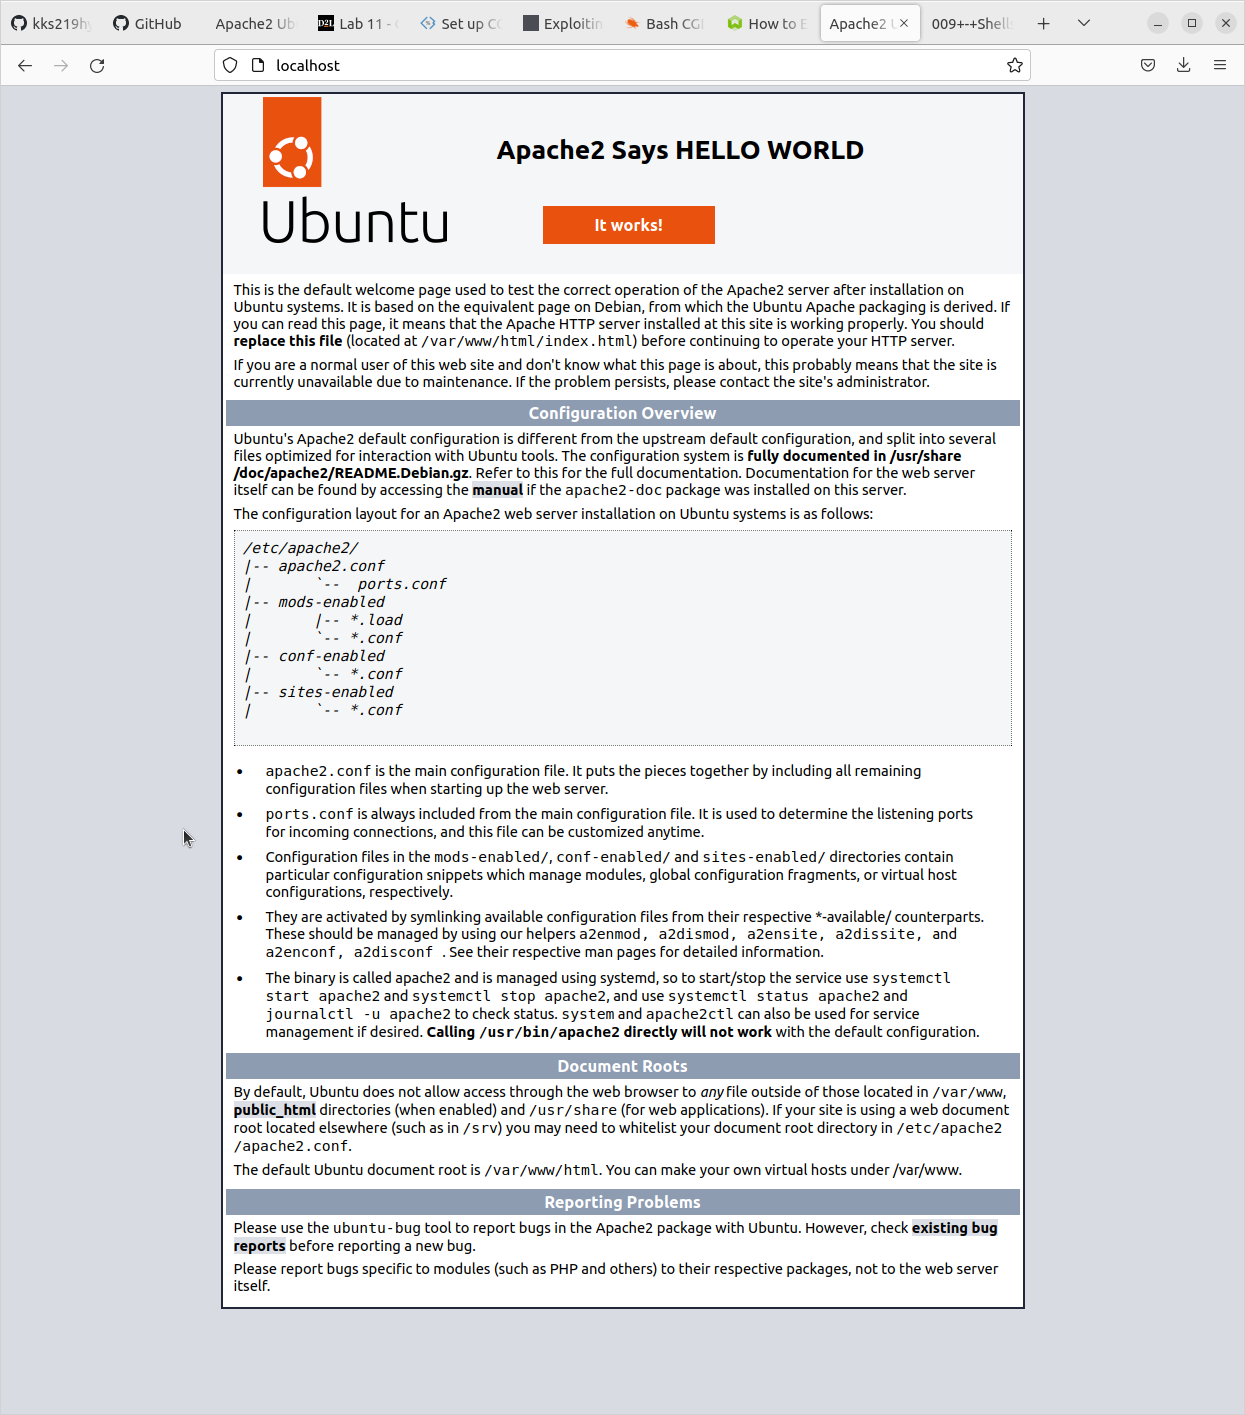 kks219h
GitHub
Apache2 Ub
Lab 11 -
Set up CC
Exploitin
Bash CGI
How to E
Apache2 U
009+-+Shells
localhost
Apache2 Says HELLO WORLD
Ubuntu
It works!
This is the default welcome page used to test the correct operation of the Apache2 server after installation on
Ubuntu systems. It is based on the equivalent page on Debian, from which the Ubuntu Apache packaging is derived. If
you can read this page, it means that the Apache HTTP server installed at this site is working properly. You should
replace this file (located at /var/www/html/index.html) before continuing to operate your HTTP server.
If you are a normal user of this web site and don't know what this page is about, this probably means that the site is
currently unavailable due to maintenance. If the problem persists, please contact the site's administrator.
Configuration Overview
Ubuntu's Apache2 default configuration is different from the upstream default configuration, and split into several
files optimized for interaction with Ubuntu tools. The configuration system is fully documented in /usr/share
/doc/apache2/README.Debian.gz. Refer to this for the full documentation. Documentation for the web server
itself can be found by accessing the manual if the apache2-doc package was installed on this server.
The configuration layout for an Apache2 web server installation on Ubuntu systems is as follows:
/etc/apache2/
|-- apache2.conf
|       `--  ports.conf
|-- mods-enabled
|       |-- *.load
|       `-- *.conf
|-- conf-enabled
|       `-- *.conf
|-- sites-enabled
|       `-- *.conf
• apache2.conf is the main configuration file. It puts the pieces together by including all remaining
configuration files when starting up the web server.
• ports.conf is always included from the main configuration file. It is used to determine the listening ports
for incoming connections, and this file can be customized anytime.
• Configuration files in the mods-enabled/, conf-enabled/ and sites-enabled/ directories contain
particular configuration snippets which manage modules, global configuration fragments, or virtual host
configurations, respectively.
• They are activated by symlinking available configuration files from their respective *-available/ counterparts.
These should be managed by using our helpers a2enmod, a2dismod, a2ensite, a2dissite, and
a2enconf, a2disconf . See their respective man pages for detailed information.
• The binary is called apache2 and is managed using systemd, so to start/stop the service use systemctl
start apache2 and systemctl stop apache2, and use systemctl status apache2 and
journalctl -u apache2 to check status. system and apache2ctl can also be used for service
management if desired. Calling /usr/bin/apache2 directly will not work with the default configuration.
Document Roots
By default, Ubuntu does not allow access through the web browser to any file outside of those located in /var/www,
public_html directories (when enabled) and /usr/share (for web applications). If your site is using a web document
root located elsewhere (such as in /srv) you may need to whitelist your document root directory in /etc/apache2
/apache2.conf.
The default Ubuntu document root is /var/www/html. You can make your own virtual hosts under /var/www.
Reporting Problems
Please use the ubuntu-bug tool to report bugs in the Apache2 package with Ubuntu. However, check existing bug
reports before reporting a new bug.
Please report bugs specific to modules (such as PHP and others) to their respective packages, not to the web server
itself.